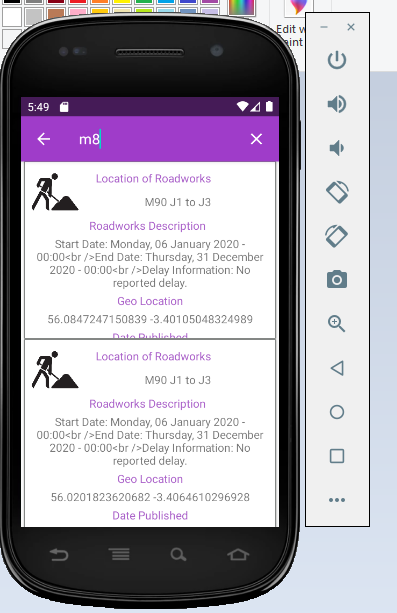 Edit w
aint
5:49
m8
Location of Roadworks
M90 J1 to J3
Roadworks Description
Start Date: Monday, 06 January 2020 -
00:00<br />End Date: Thursday, 31 December
2020 - 00:00<br />Delay Information: No
reported delay.
Geo Location
56.0847247150839 -3.40105048324989
Date Published
Location of Roadworks
M90 J1 to J3
Roadworks Description
Start Date: Monday, 06 January 2020 -
00:00<br />End Date: Thursday, 31 December
2020 - 00:00<br />Delay Information: No
reported delay.
Geo Location
56.0201823620682 -3.4064610296928
Date Published